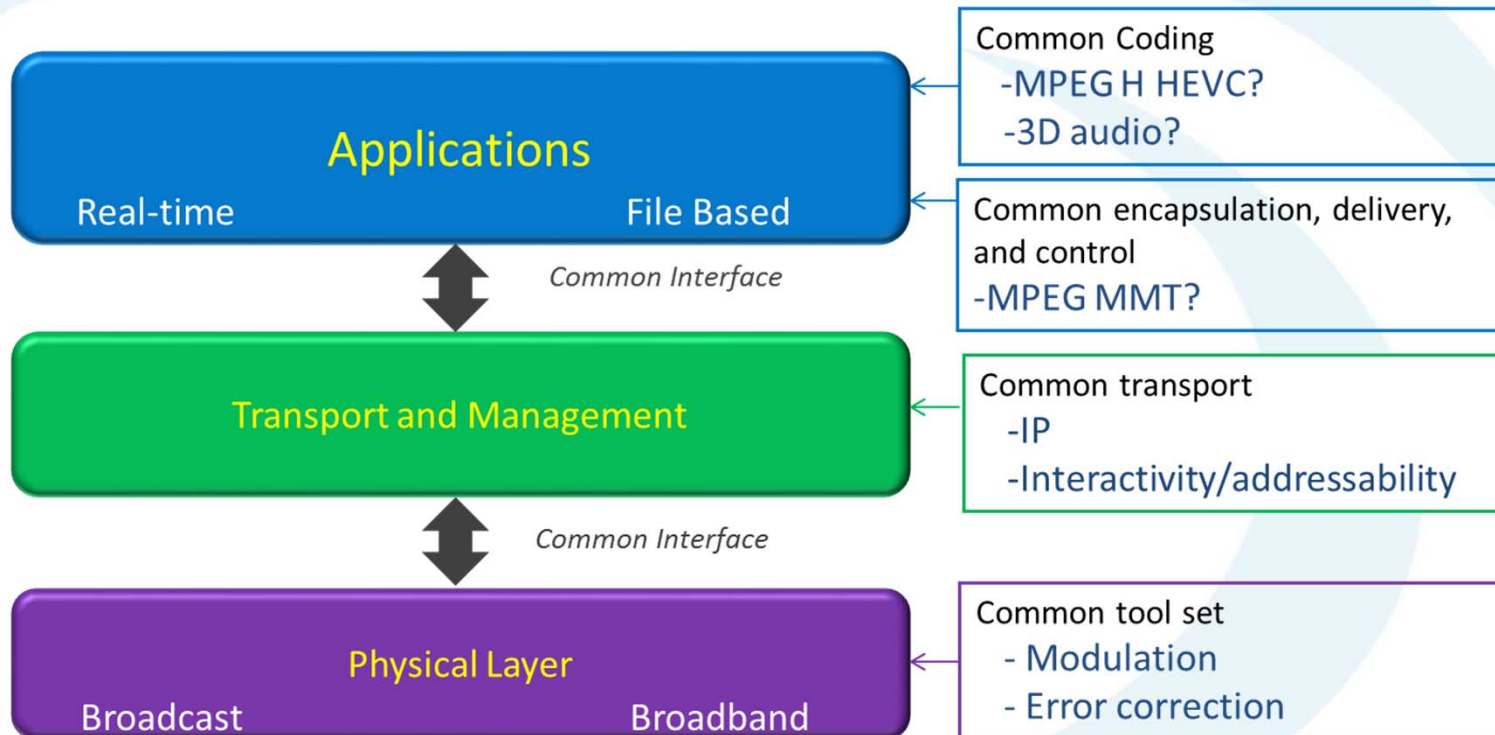 Applications
Real-time
File Based
Common Interface
Transport and Management
Common Interface
Physical Layer
Broadcast
Broadband
Common Coding
-MPEG H HEVC?
-3D audio?
Common encapsulation, delivery,
and control
-MPEG MMT?
Common transport
-IP
-Interactivity/addressability
Common tool set
- Modulation
- Error correction